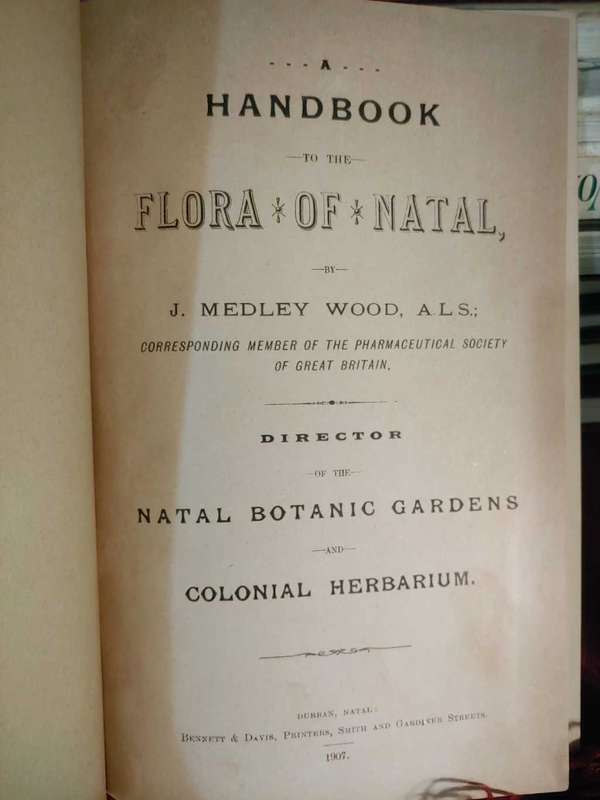 A
HANDBOOK
TO THE
FLORA OF NATAL,
BY
J. MEDLEY WOOD, A.L.S.;
CORRESPONDING MEMBER OF THE PHARMACEUTICAL SOCIETY
OF GREAT BRITAIN,
DIRECTOR
OF THE
NATAL BOTANIC GARDENS
AND
COLONIAL HERBARIUM.
DURBAN, NATAL:
BENNETT & DAVIS, PRINTERS, SMITH AND GARDIVER STREETS.
1907.